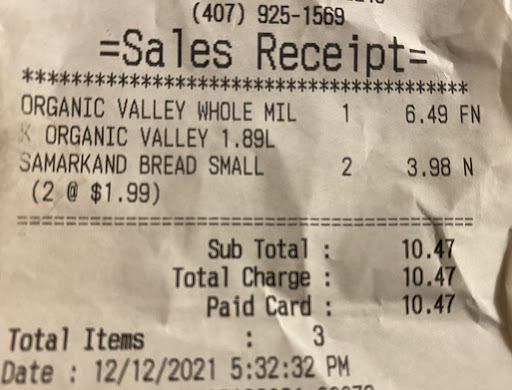 (407) 925-1569
=Sales Receipt=
****************************************
ORGANIC VALLEY WHOLE MIL 1 6.49 FN
K ORGANIC VALLEY 1.89L
SAMARKAND BREAD SMALL 2 3.98 N
(2 @ $1.99)
========================================
Sub Total : 10.47
Total Charge : 10.47
Paid Card : 10.47
Total Items : 3
Date : 12/12/2021 5:32:32 PM